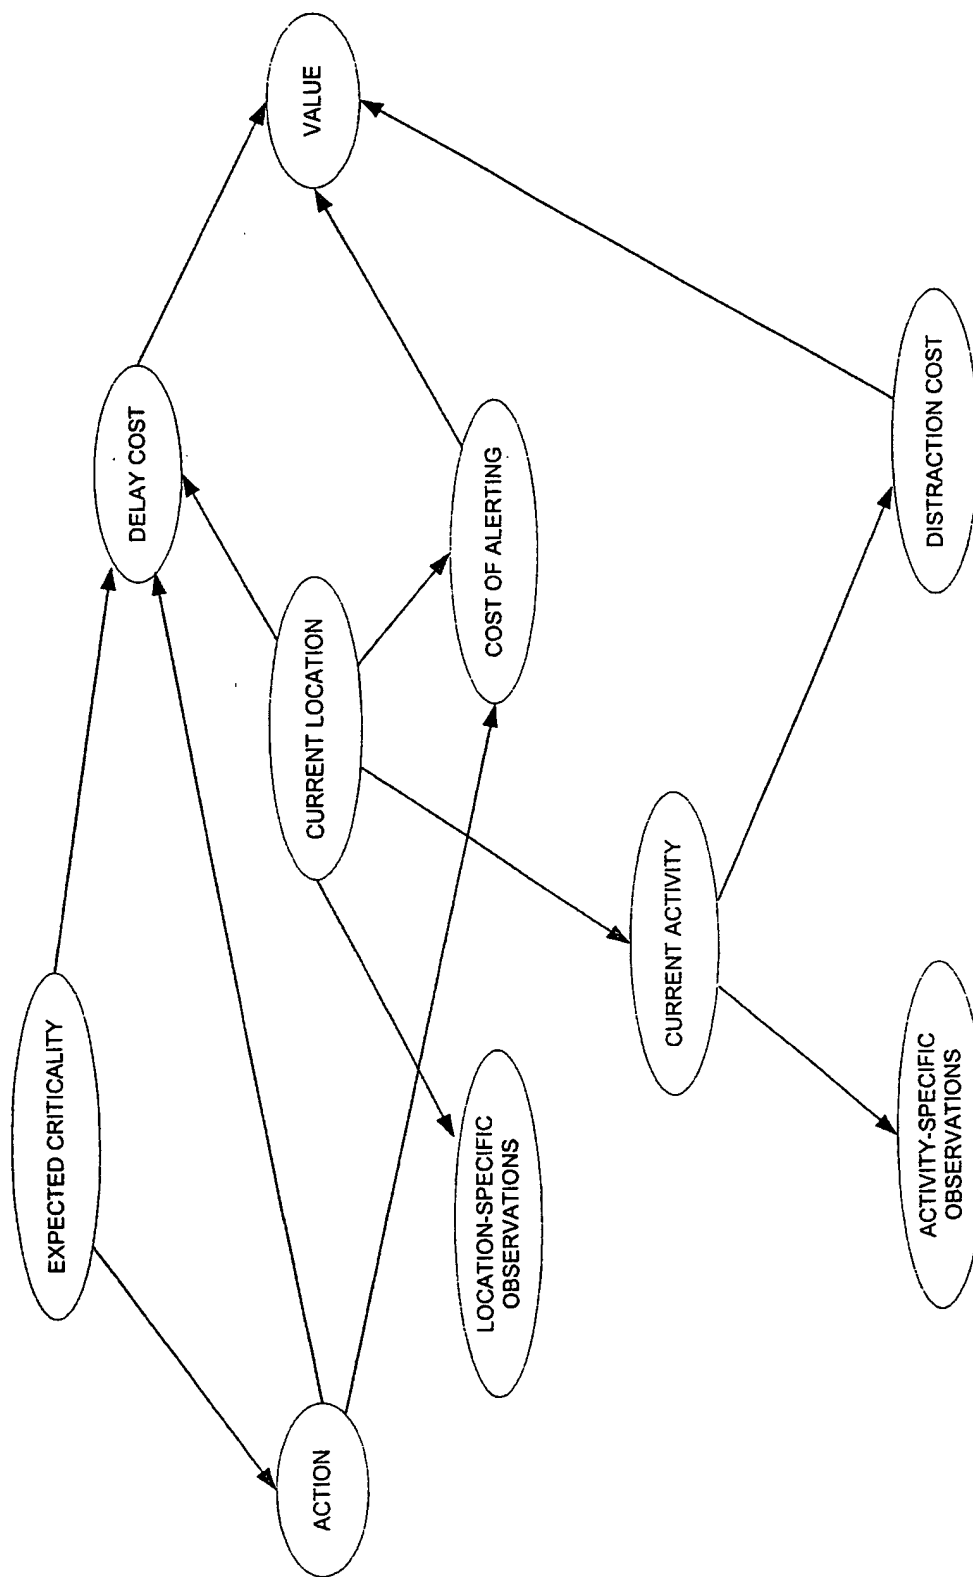 EXPECTED CRITICALITY
DELAY COST
ACTION
CURRENT LOCATION
VALUE
LOCATION-SPECIFIC
OBSERVATIONS
COST OF ALERTING
CURRENT ACTIVITY
ACTIVITY-SPECIFIC
OBSERVATIONS
DISTRACTION COST